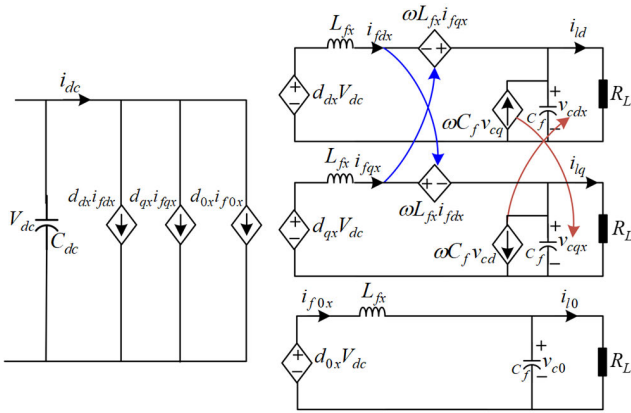 i_dc
V_dc
C_dc
d_dx i_fdx
d_qx i_fqx
d_0x i_f0x
L_fx
i_fdx
ωL_fx i_fqx
i_ld
+
−
− +
d_dx V_dc
ωC_f v_cq
C_f
+
v_cdx
−
R_L
L_fx
i_fqx
i_lq
+ −
ωL_fx i_fdx
+
−
d_qx V_dc
ωC_f v_cd
C_f
+
v_cqx
−
R_L
i_f0x
L_fx
i_l0
+
−
d_0x V_dc
C_f
+
v_c0
−
R_L